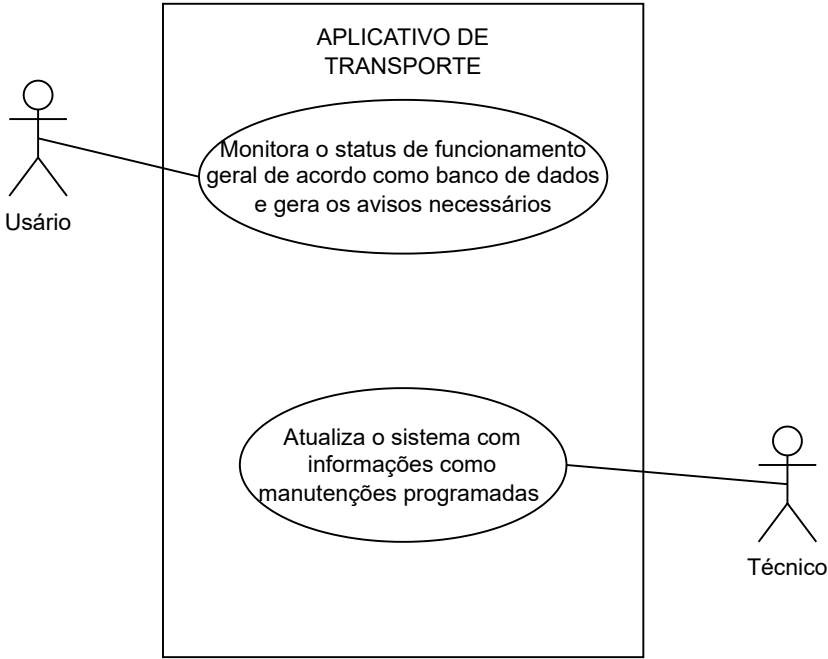 APLICATIVO DE
TRANSPORTE
Monitora o status de funcionamento
geral de acordo como banco de dados
e gera os avisos necessários
Usário
Atualiza o sistema com
informações como
manutenções programadas
Técnico